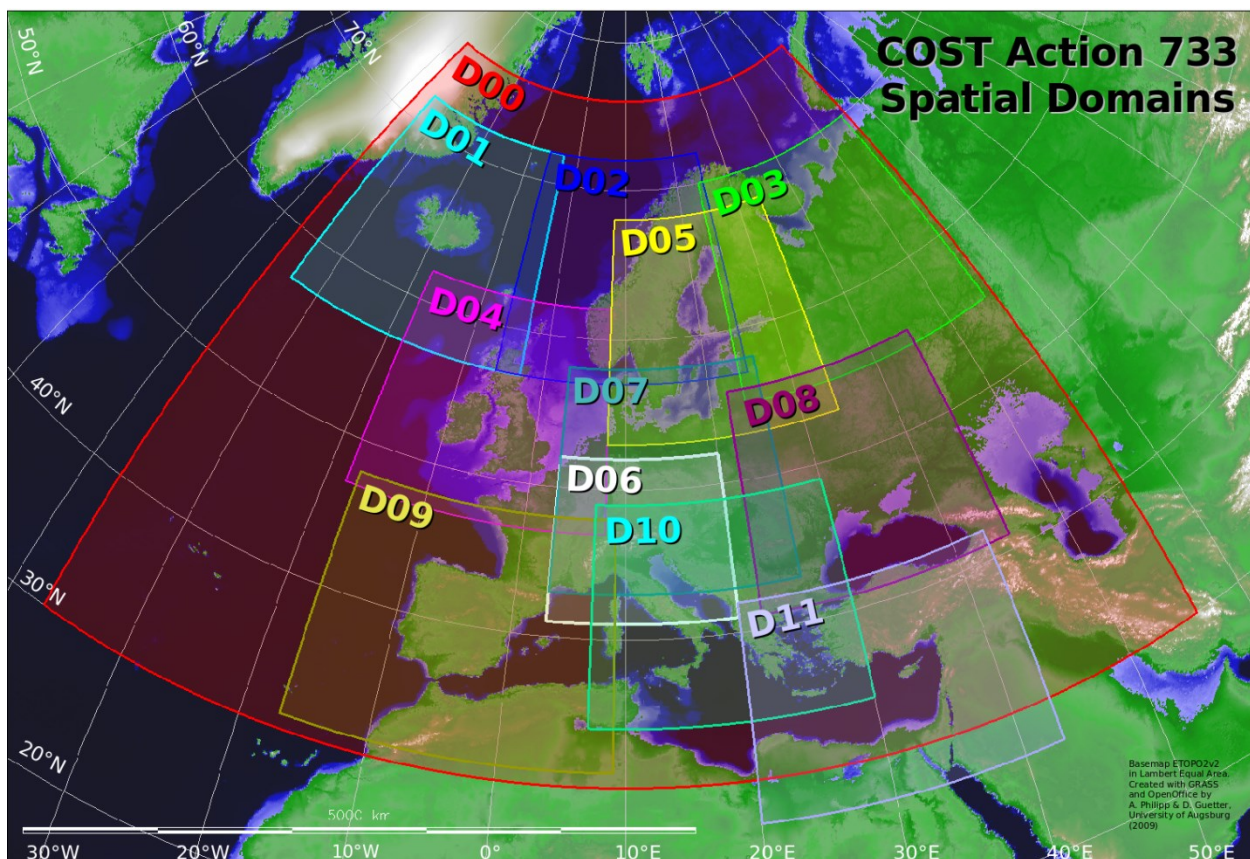 50°N
60°N
70°N
COST Action 733
Spatial Domains
D00
D01
D02
D03
D05
D04
D07
D08
40°N
D06
D09
D10
30°N
D11
20°N
Basemap ETOPO2v2
in Lambert Equal Area.
Created with GRASS
and OpenOffice by
A. Philipp & D. Guetter,
University of Augsburg
(2009)
5000 km
30°W
20°W
10°W
0°
10°E
20°E
30°E
40°E
50°E